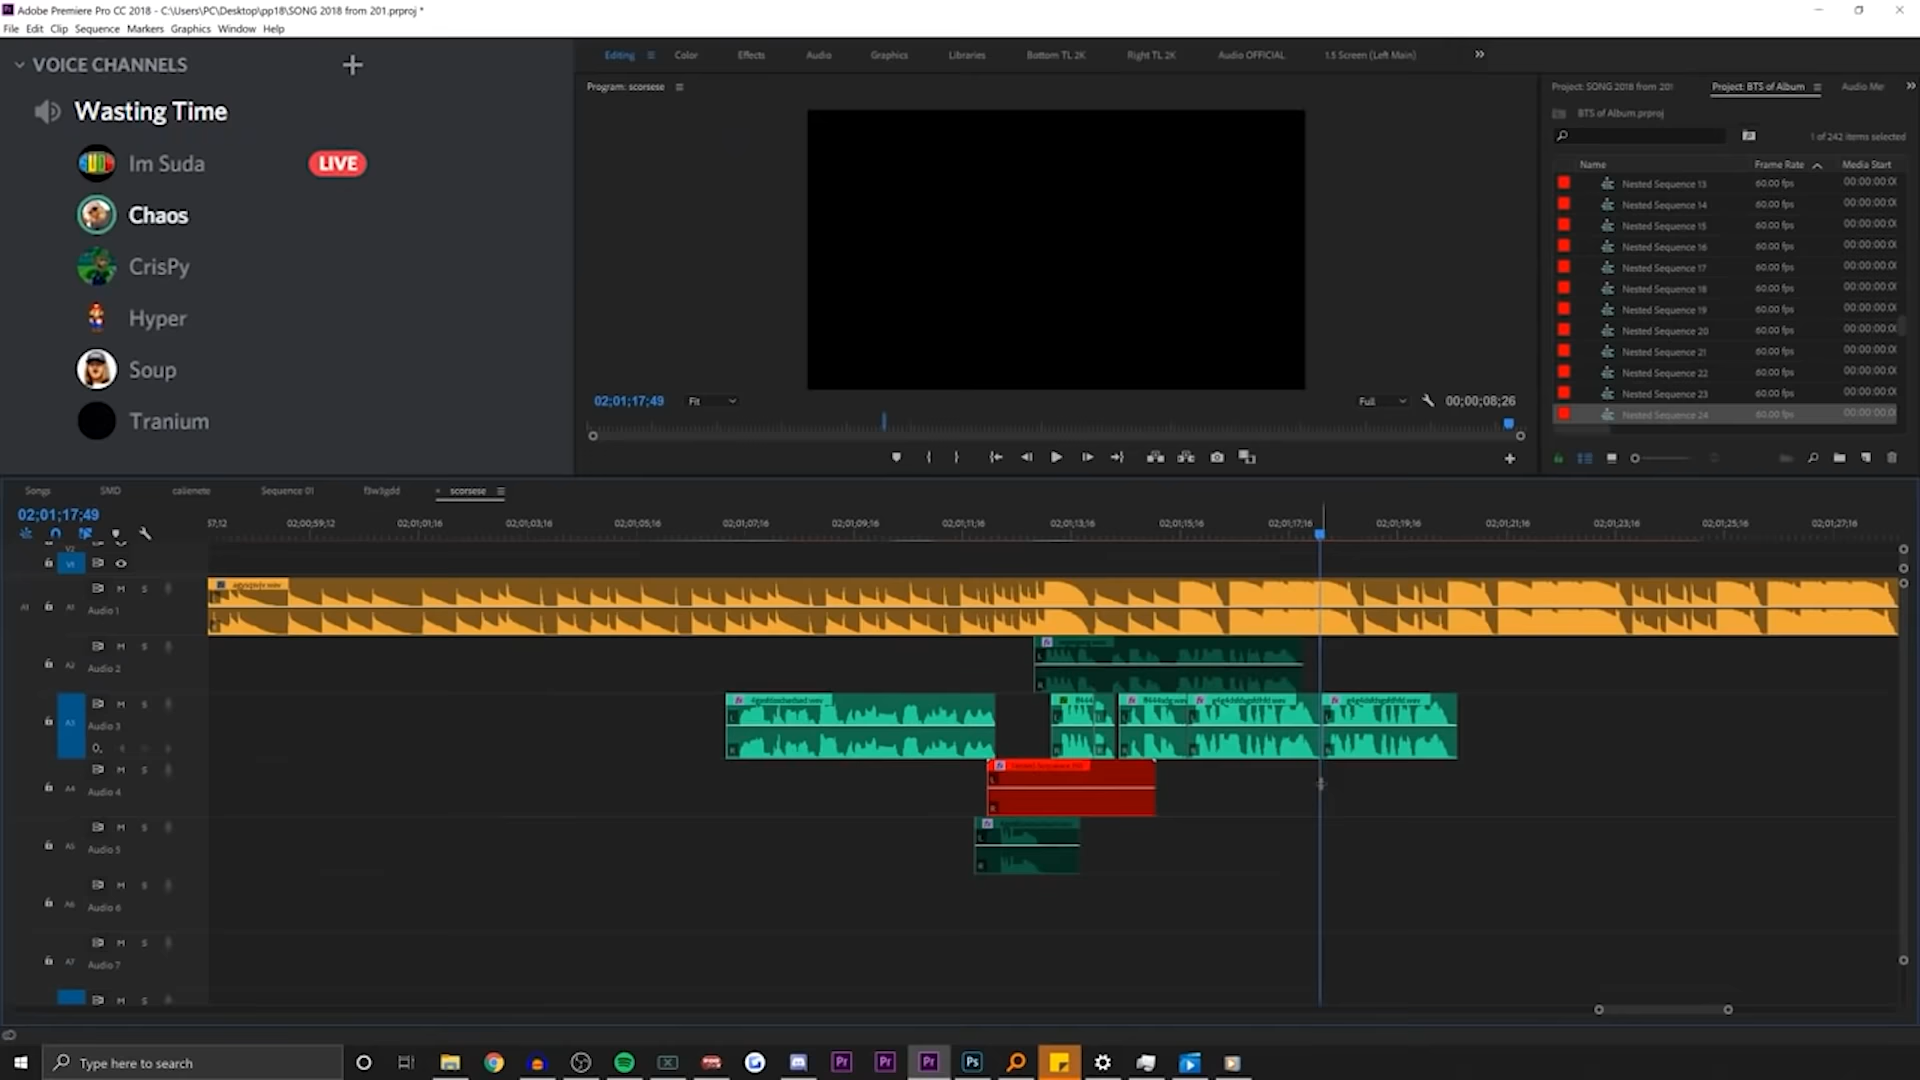 Adobe Premiere Pro CC 2018 - C:\Users\PC\Desktop\pp18\SONG 2018 from 201.prproj *
File Edit Clip Sequence Markers Graphics Window Help
VOICE CHANNELS
Wasting Time
Im Suda LIVE
Chaos
CrisPy
Hyper
Soup
Tranium
Editing Color Effects Audio Graphics Libraries Bottom TL 2K Right TL 2K Audio OFFICIAL 1.5 Screen (Left Main)
Program: scorsese
02;01;17;49 Fit Full 00;00;08;26
Project: SONG 2018 from 201 Project: BTS of Album Audio Me
BTS of Album.prproj
1 of 242 items selected
Name Frame Rate Media Start
Nested Sequence 13 60.00 fps 00:00:00:0
Nested Sequence 14 60.00 fps 00:00:00:0
Nested Sequence 15 60.00 fps 00:00:00:0
Nested Sequence 16 60.00 fps 00:00:00:0
Nested Sequence 17 60.00 fps 00:00:00:0
Nested Sequence 18 60.00 fps 00:00:00:0
Nested Sequence 19 60.00 fps 00:00:00:0
Nested Sequence 20 60.00 fps 00:00:00:0
Nested Sequence 21 60.00 fps 00:00:00:0
Nested Sequence 22 60.00 fps 00:00:00:0
Nested Sequence 23 60.00 fps 00:00:00:0
Nested Sequence 24 60.00 fps 00:00:00:0
Songs SMD calienete Sequence 01 f3w3gdd scorsese
02;01;17;49
57;12 02;00;59;12 02;01;01;16 02;01;03;16 02;01;05;16 02;01;07;16 02;01;09;16 02;01;11;16 02;01;13;16 02;01;15;16 02;01;17;16 02;01;19;16 02;01;21;16 02;01;23;16 02;01;25;16 02;01;27;16
V2
V1
A1 A1 M S
Audio 1
M S
A2 Audio 2
M S
A3 Audio 3
M S
A4 Audio 4
M S
A5 Audio 5
M S
A6 Audio 6
M S
A7 Audio 7
M S
Type here to search
Pr Pr Pr Ps